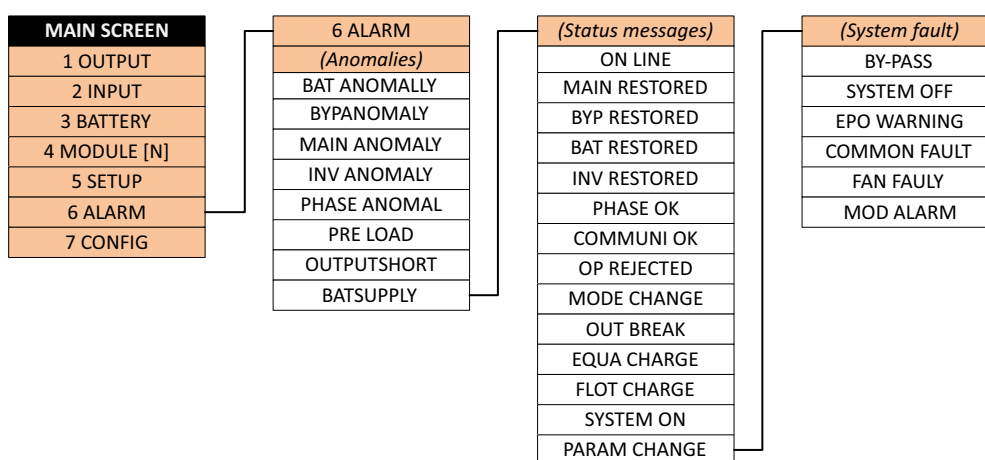 MAIN SCREEN
1 OUTPUT
2 INPUT
3 BATTERY
4 MODULE [N]
5 SETUP
6 ALARM
7 CONFIG
6 ALARM
(Anomalies)
BAT ANOMALLY
BYPANOMALY
MAIN ANOMALY
INV ANOMALY
PHASE ANOMAL
PRE LOAD
OUTPUTSHORT
BATSUPPLY
(Status messages)
ON LINE
MAIN RESTORED
BYP RESTORED
BAT RESTORED
INV RESTORED
PHASE OK
COMMUNI OK
OP REJECTED
MODE CHANGE
OUT BREAK
EQUA CHARGE
FLOT CHARGE
SYSTEM ON
PARAM CHANGE
(System fault)
BY-PASS
SYSTEM OFF
EPO WARNING
COMMON FAULT
FAN FAULY
MOD ALARM